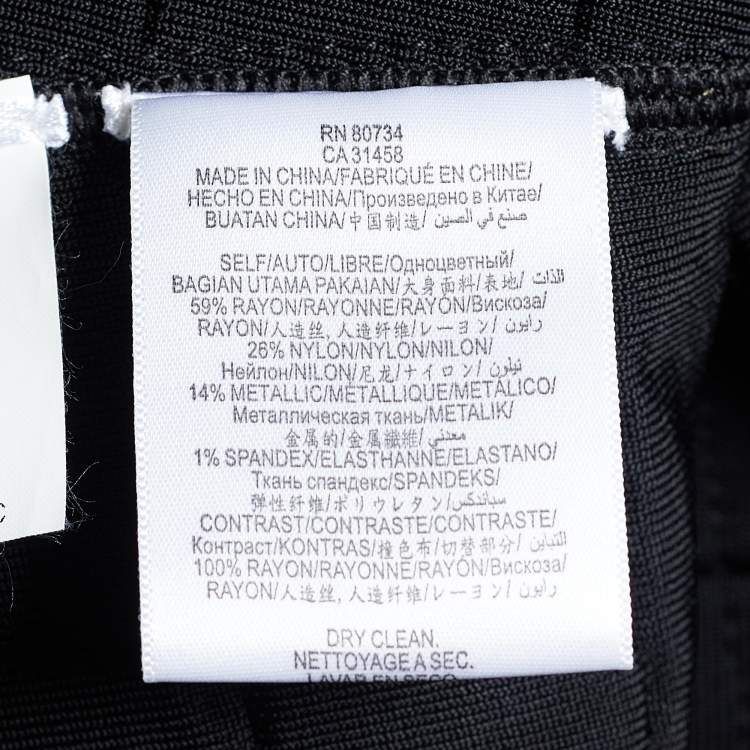 RN 80734
CA 31458
MADE IN CHINA/FABRIQUÉ EN CHINE/
HECHO EN CHINA/Произведено в Китае/
BUATAN CHINA/中国制造/صنع في الصين/
SELF/AUTO/LIBRE/Одноцветный/
BAGIAN UTAMA PAKAIAN/大身面料/表地/الذات
59% RAYON/RAYONNE/RAYÓN/Вискоза/
RAYON/人造丝, 人造纤维/レーヨン/رايون
26% NYLON/NYLON/NILON/
Нейлон/NILON/尼龙/ナイロン/نيلون
14% METALLIC/MÉTALLIQUE/METÁLICO/
Металлическая ткань/METALIK/
金属的/金属繊維/معدني
1% SPANDEX/ELASTHANNE/ELASTANO/
Ткань спандекс/SPANDEKS/
弹性纤维/ポリウレタン/سباندكس
CONTRAST/CONTRASTE/CONTRASTE/
Контраст/KONTRAS/撞色布/切替部分/التباين
100% RAYON/RAYONNE/RAYÓN/Вискоза/
RAYON/人造丝, 人造纤维/レーヨン/رايون
DRY CLEAN.
NETTOYAGE A SEC.
LAVAR EN SEC
C